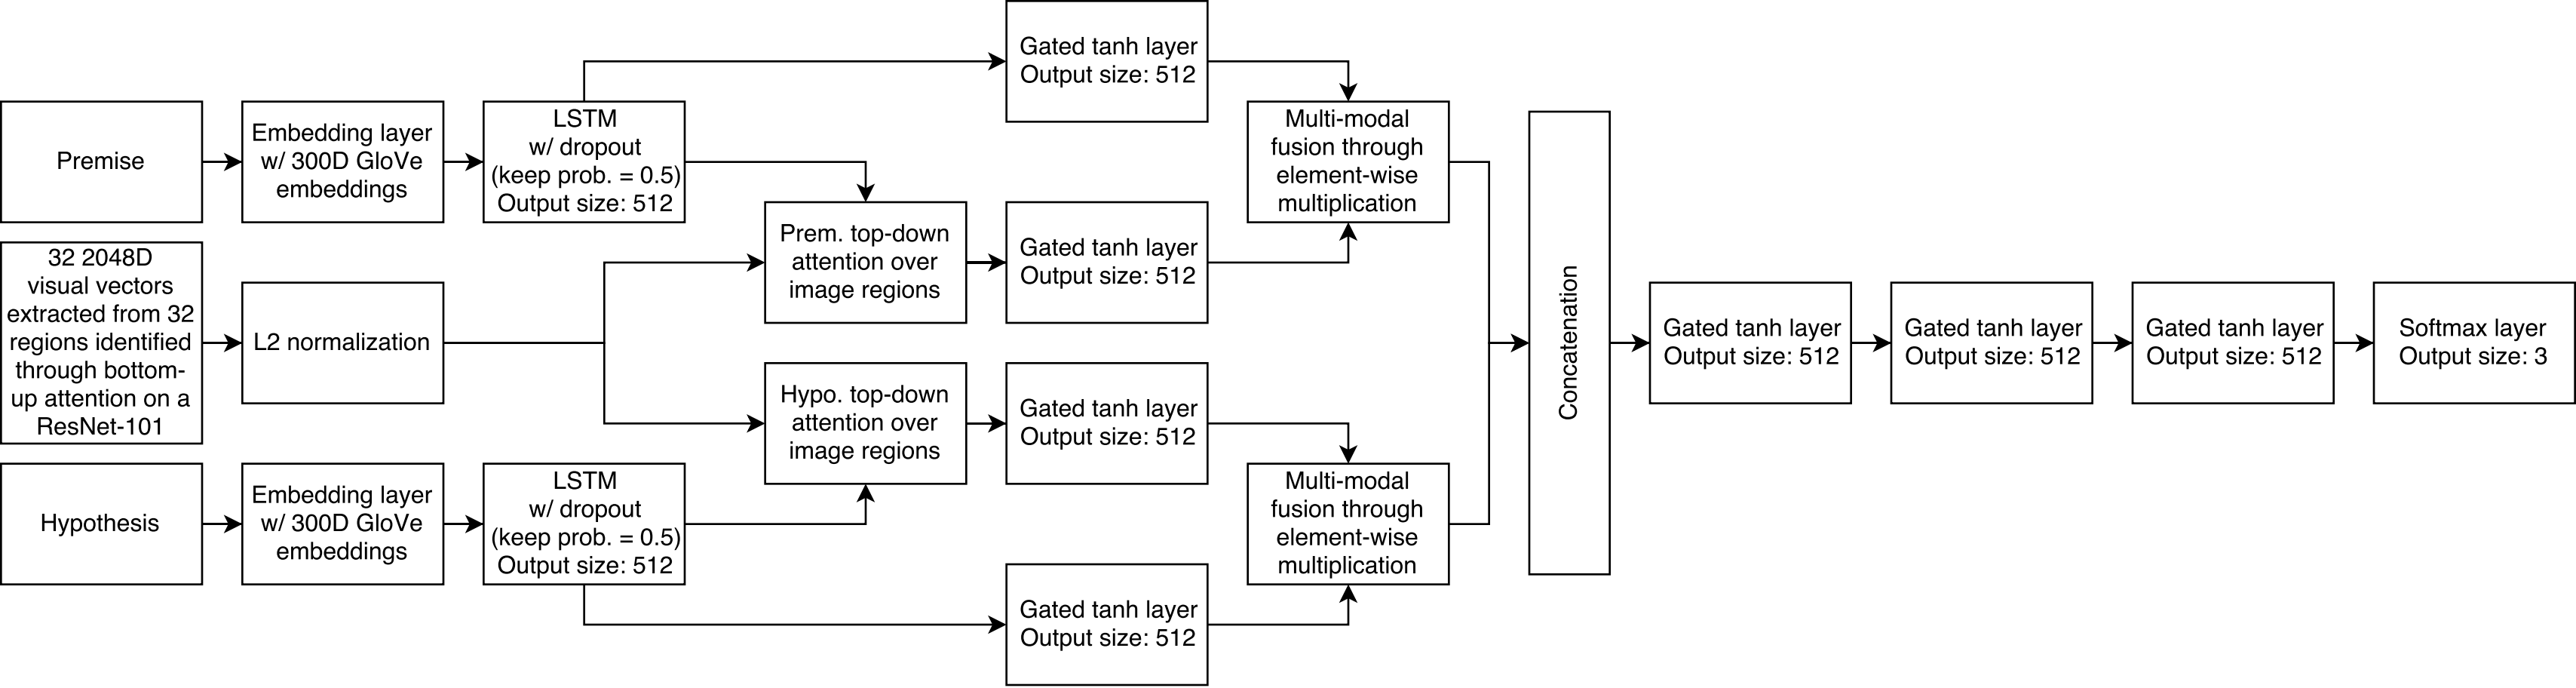 Premise
Embedding layer
w/ 300D GloVe
embeddings
LSTM
w/ dropout
(keep prob. = 0.5)
Output size: 512
32 2048D
visual vectors
extracted from 32
regions identified
through bottom-
up attention on a
ResNet-101
L2 normalization
Hypothesis
Embedding layer
w/ 300D GloVe
embeddings
LSTM
w/ dropout
(keep prob. = 0.5)
Output size: 512
Prem. top-down
attention over
image regions
Hypo. top-down
attention over
image regions
Gated tanh layer
Output size: 512
Gated tanh layer
Output size: 512
Gated tanh layer
Output size: 512
Gated tanh layer
Output size: 512
Multi-modal
fusion through
element-wise
multiplication
Multi-modal
fusion through
element-wise
multiplication
Concatenation
Gated tanh layer
Output size: 512
Gated tanh layer
Output size: 512
Gated tanh layer
Output size: 512
Softmax layer
Output size: 3